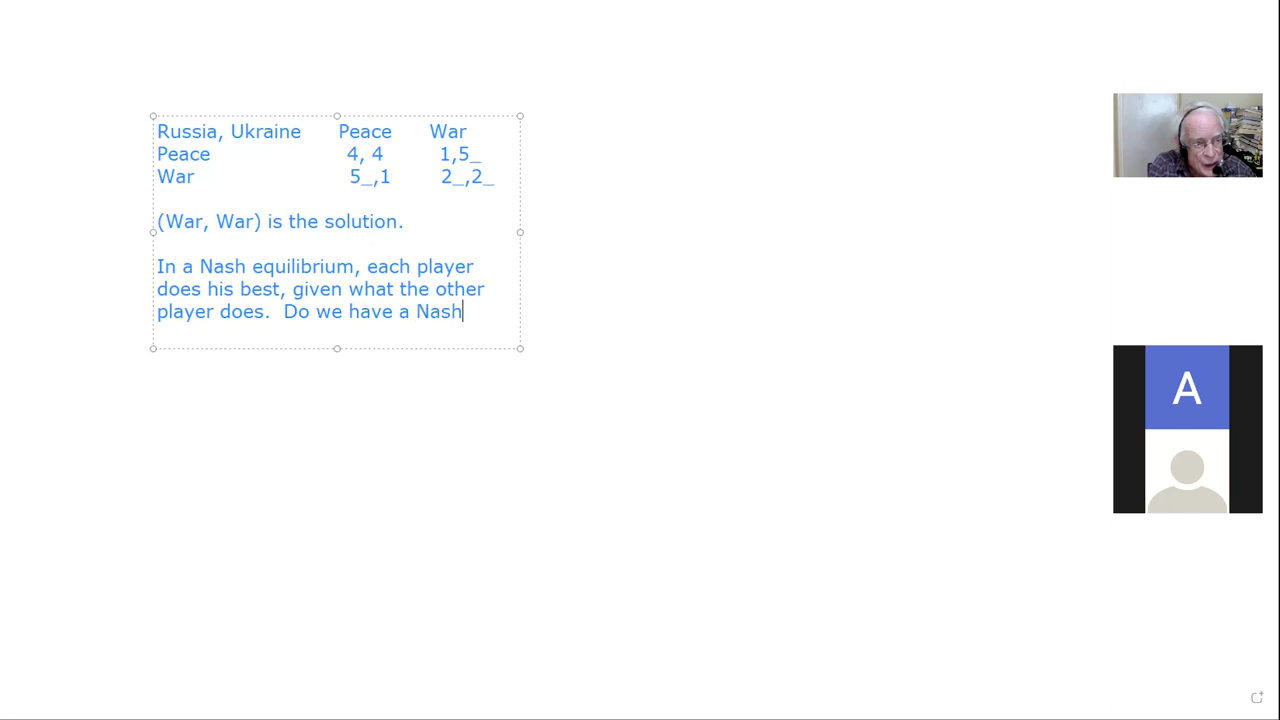 Russia, Ukraine Peace War
Peace 4, 4 1,5_
War 5_,1 2_,2_
(War, War) is the solution.
In a Nash equilibrium, each player
does his best, given what the other
player does. Do we have a Nash
A